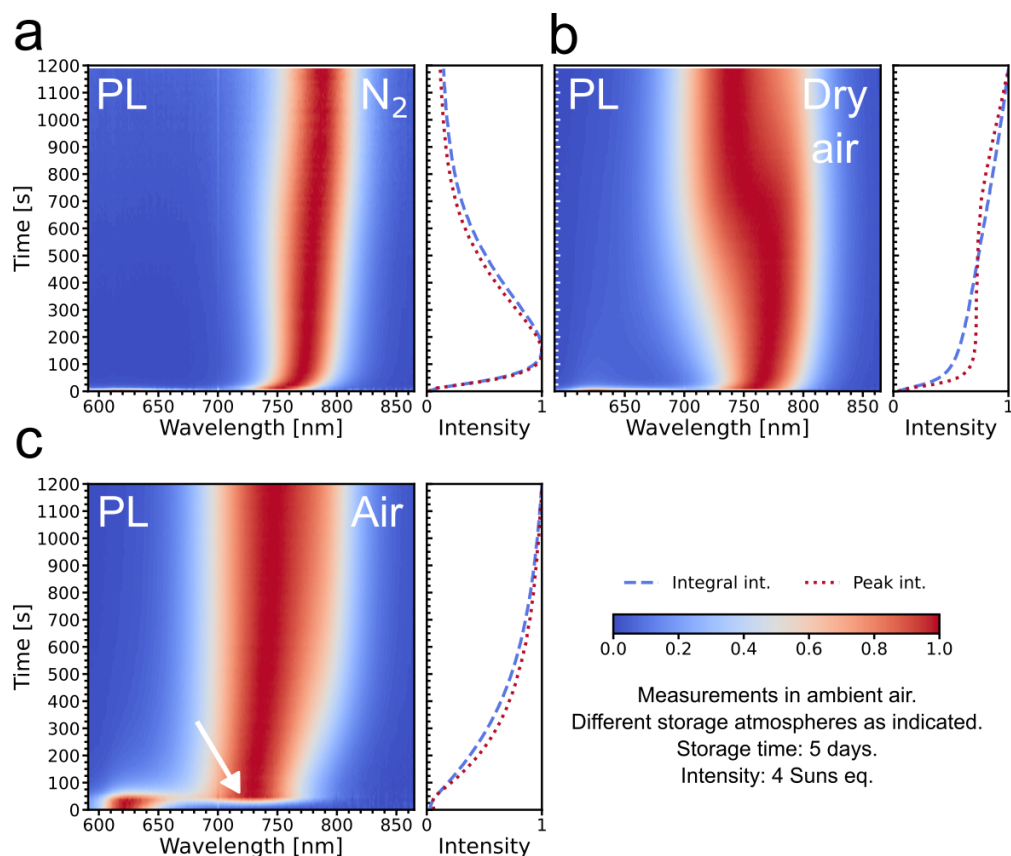 a
b
PL
N₂
PL
Dry
air
Time [s]
1200
1100
1000
900
800
700
600
500
400
300
200
100
0
600 650 700 750 800 850
Wavelength [nm]
0 1
Intensity
600 650 700 750 800 850
Wavelength [nm]
0 1
Intensity
c
PL
Air
Time [s]
1200
1100
1000
900
800
700
600
500
400
300
200
100
0
600 650 700 750 800 850
Wavelength [nm]
0 1
Intensity
Integral int. Peak int.
0.0 0.2 0.4 0.6 0.8 1.0
Measurements in ambient air.
Different storage atmospheres as indicated.
Storage time: 5 days.
Intensity: 4 Suns eq.